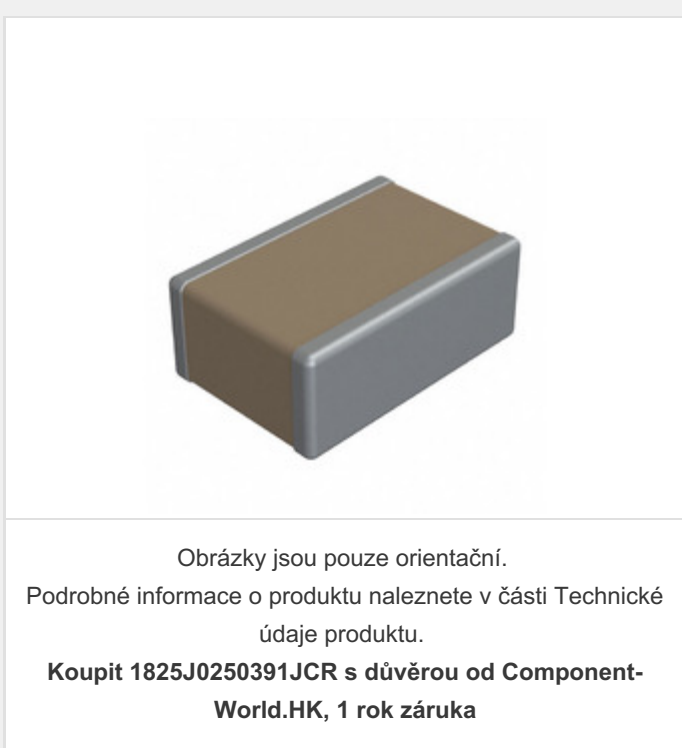 Obrázky jsou pouze orientační.
Podrobné informace o produktu naleznete v části Technické
údaje produktu.
Koupit 1825J0250391JCR s důvěrou od Component-
World.HK, 1 rok záruka